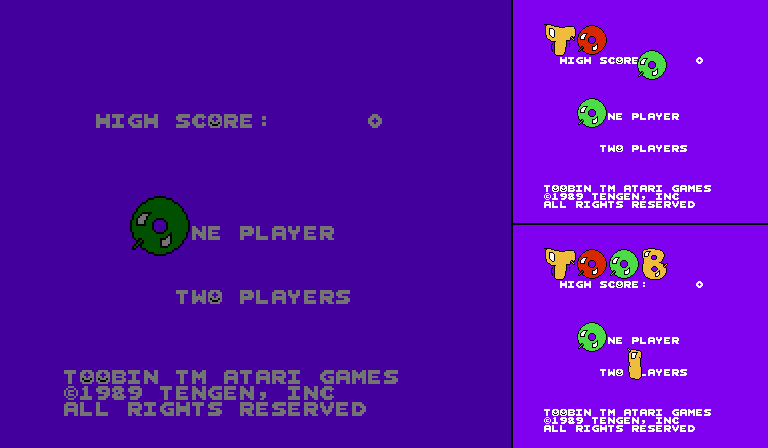 HIGH SCORE: 0
ONE PLAYER
TWO PLAYERS
TOOBIN TM ATARI GAMES
©1989 TENGEN, INC
ALL RIGHTS RESERVED
TO
HIGH SCORE 0
ONE PLAYER
TWO PLAYERS
TOOBIN TM ATARI GAMES
©1989 TENGEN, INC
ALL RIGHTS RESERVED
TOOB
HIGH SCORE: 0
ONE PLAYER
TWO LAYERS
TOOBIN TM ATARI GAMES
©1989 TENGEN, INC
ALL RIGHTS RESERVED